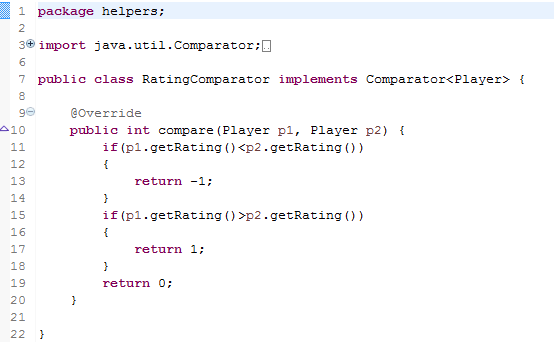 1 package helpers;
2
3 import java.util.Comparator;
6
7 public class RatingComparator implements Comparator<Player> {
8
9     @Override
10     public int compare(Player p1, Player p2) {
11         if(p1.getRating()<p2.getRating())
12         {
13             return -1;
14         }
15         if(p1.getRating()>p2.getRating())
16         {
17             return 1;
18         }
19         return 0;
20     }
21
22 }